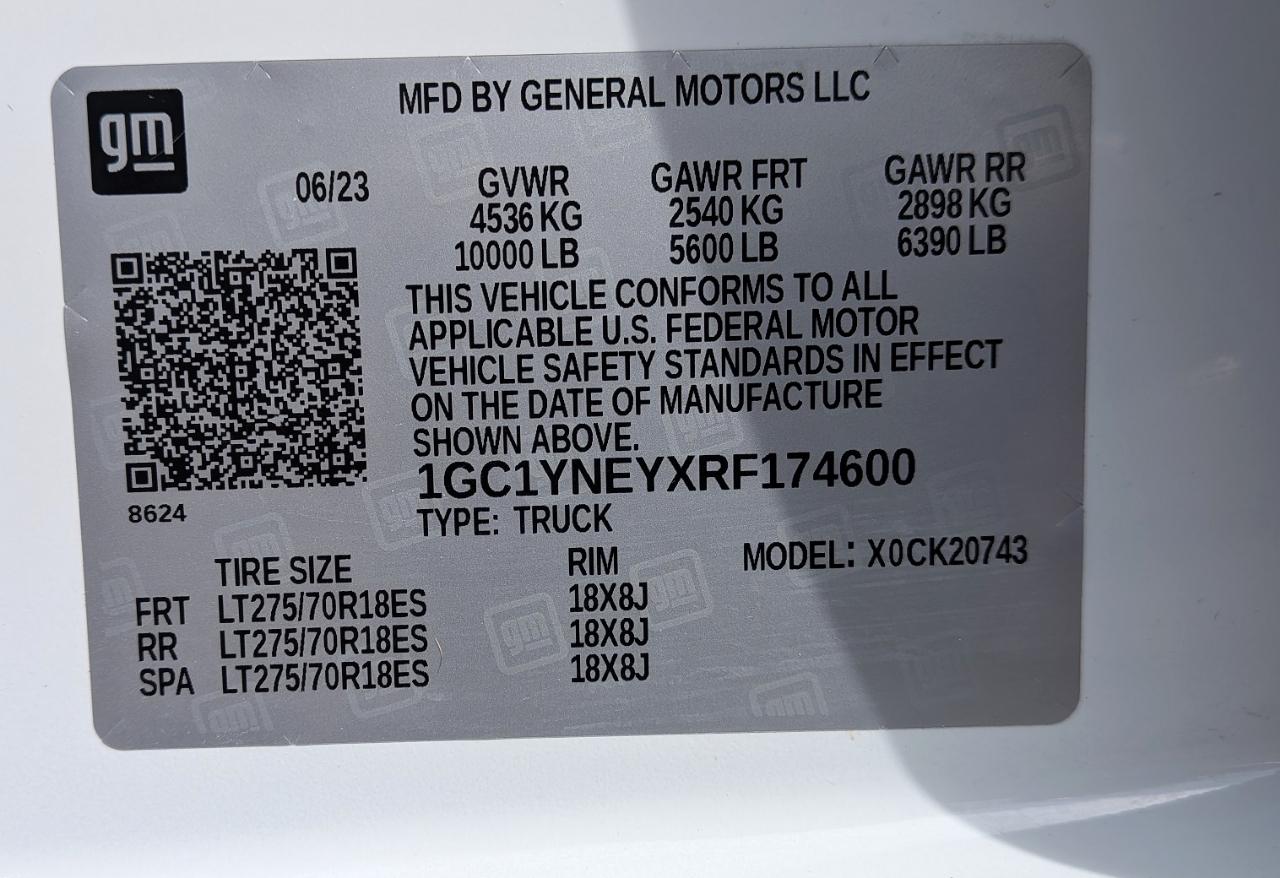 gm
MFD BY GENERAL MOTORS LLC
06/23 GVWR GAWR FRT GAWR RR
4536 KG 2540 KG 2898 KG
10000 LB 5600 LB 6390 LB
THIS VEHICLE CONFORMS TO ALL
APPLICABLE U.S. FEDERAL MOTOR
VEHICLE SAFETY STANDARDS IN EFFECT
ON THE DATE OF MANUFACTURE
SHOWN ABOVE.
1GC1YNEYXRF174600
8624
TYPE: TRUCK
TIRE SIZE RIM MODEL: X0CK20743
FRT LT275/70R18ES 18X8J
RR LT275/70R18ES 18X8J
SPA LT275/70R18ES 18X8J